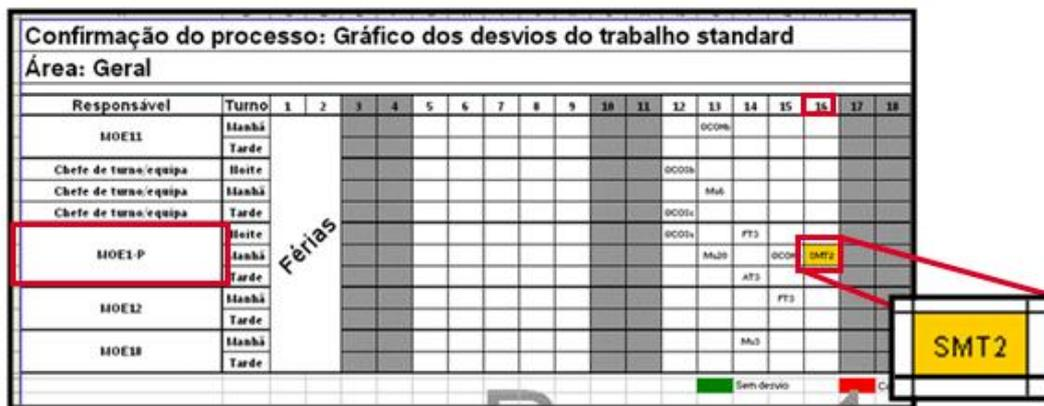 Confirmação do processo: Gráfico dos desvios do trabalho standard
Área: Geral
Responsável Turno 1 2 3 4 5 6 7 8 9 10 11 12 13 14 15 16 17 18
MOE11 Manhã
Tarde
Chefe de turno/equipa Noite
Chefe de turno/equipa Manhã Mu6
Chefe de turno/equipa Tarde
Noite FT3
MOE1-P Manhã Mu20 SMT2
Tarde AT3
MOE12 Manhã FT3
Tarde
MOE18 Manhã Mu3
Tarde
Férias
SMT2
Sem desvio